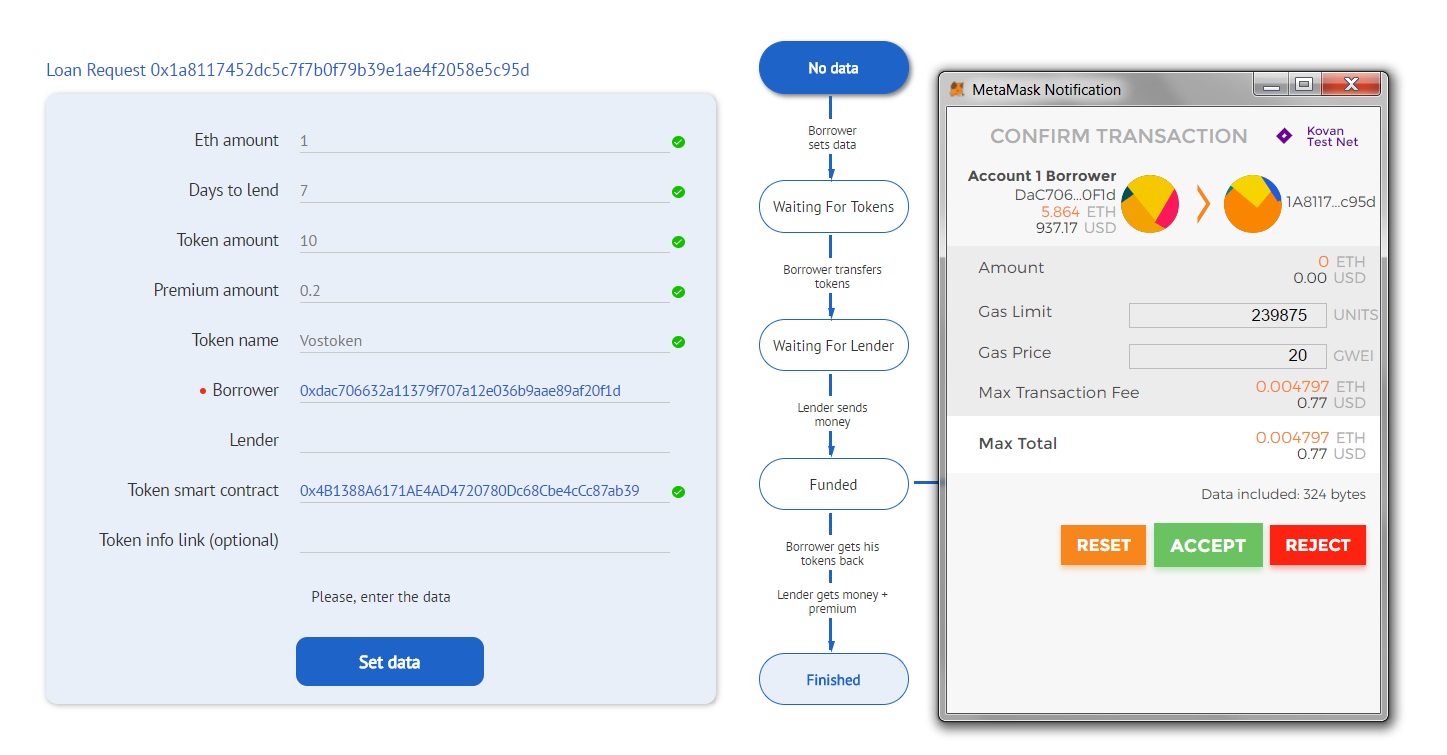 Loan Request 0x1a8117452dc5c7f7b0f79b39e1ae4f2058e5c95d
Eth amount 1
Days to lend 7
Token amount 10
Premium amount 0.2
Token name Vostoken
Borrower 0xdac706632a11379f707a12e036b9aae89af20f1d
Lender
Token smart contract 0x4B1388A6171AE4AD4720780Dc68Cbe4cCc87ab39
Token info link (optional)
Please, enter the data
Set data
No data
Borrower
sets data
Waiting For Tokens
Borrower transfers
tokens
Waiting For Lender
Lender sends
money
Funded
Borrower gets his
tokens back
Lender gets money +
premium
Finished
MetaMask Notification
CONFIRM TRANSACTION
Kovan
Test Net
Account 1 Borrower
DaC706...0F1d
5.864 ETH
937.17 USD
1A8117...c95d
Amount 0 ETH
0.00 USD
Gas Limit 239875 UNITS
Gas Price 20 GWEI
Max Transaction Fee 0.004797 ETH
0.77 USD
Max Total 0.004797 ETH
0.77 USD
Data included: 324 bytes
RESET ACCEPT REJECT